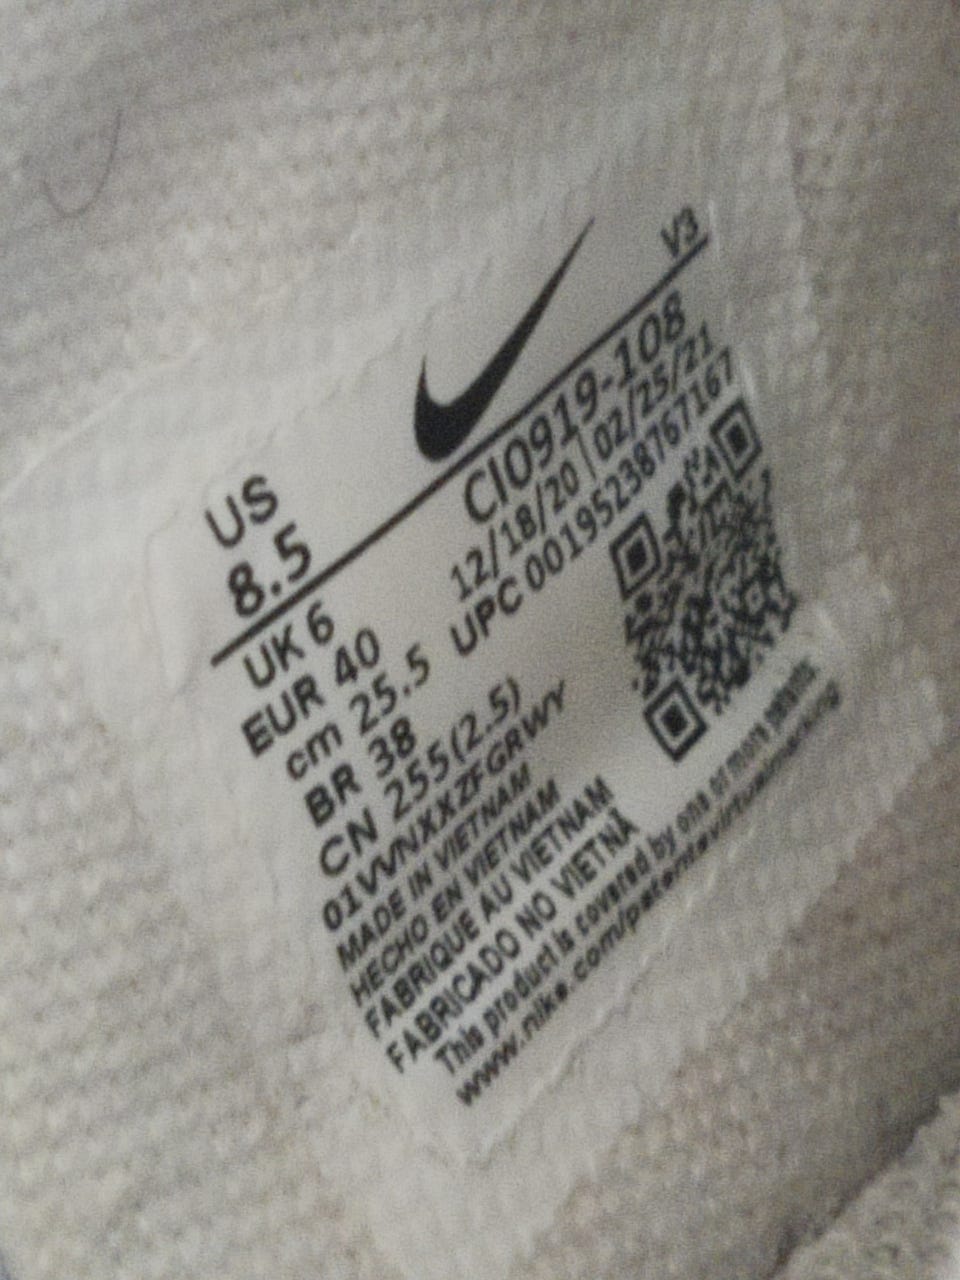 V3
US
8.5
CI0919-108
12/18/20 | 02/25/21
UPC 00195238767167
UK 6
EUR 40
cm 25.5
BR 38
CN 255(2.5)
MADE IN VIETNAM
HECHO EN VIETNAM
FABRIQUE AU VIETNAM
FABRICADO NO VIETNÃ
This product is covered by one or more patents
www.nike.com/patentvirtualmarking